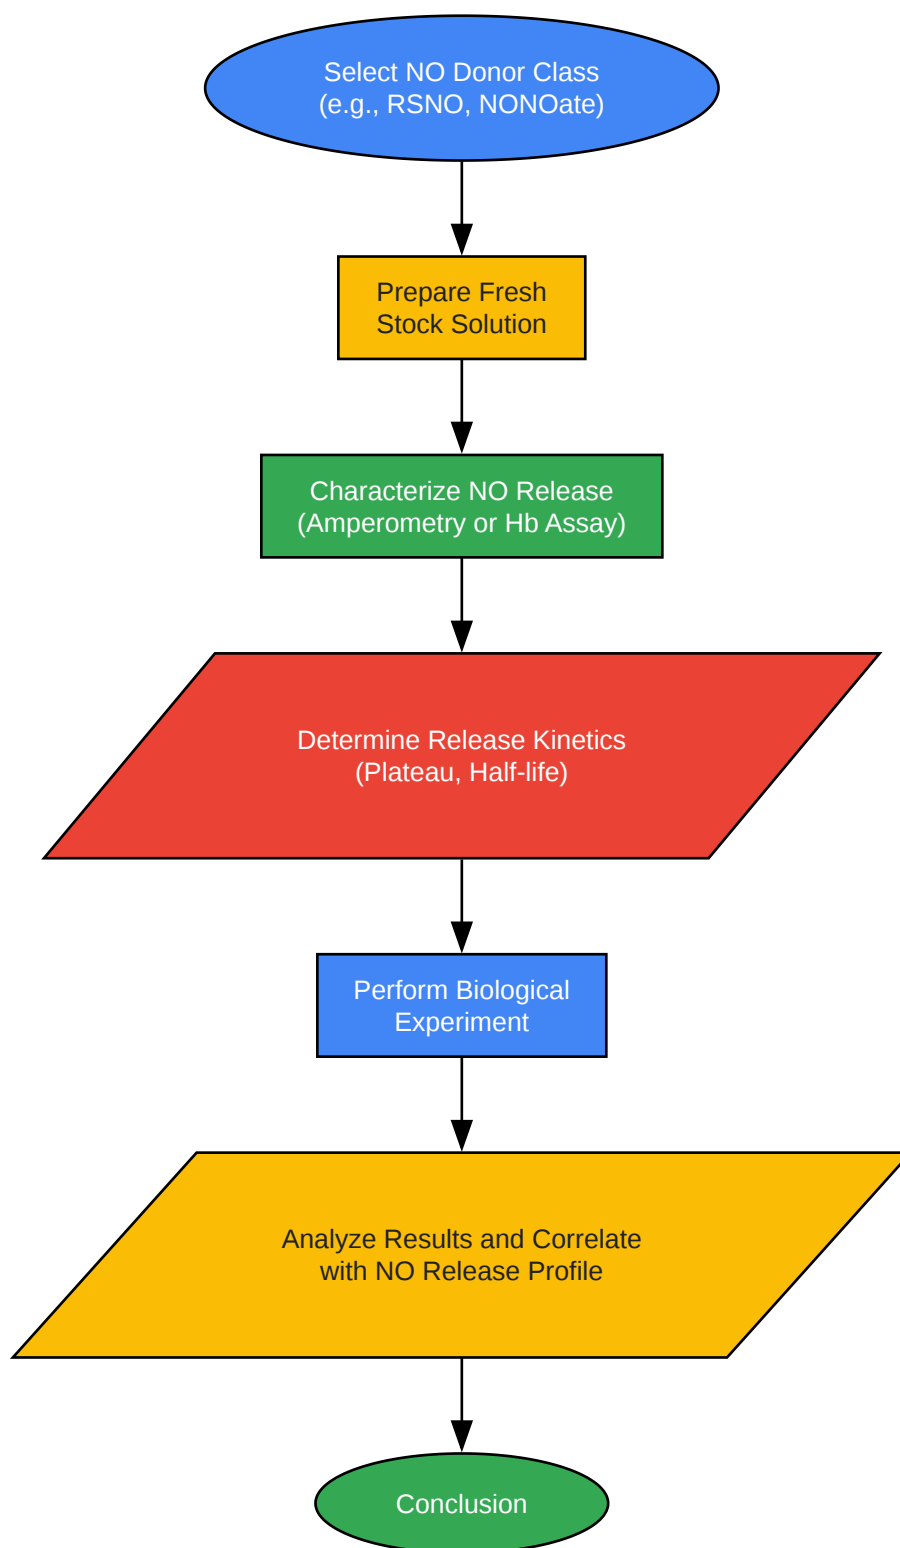 Select NO Donor Class
(e.g., RSNO, NONOate)
Prepare Fresh
Stock Solution
Characterize NO Release
(Amperometry or Hb Assay)
Determine Release Kinetics
(Plateau, Half-life)
Perform Biological
Experiment
Analyze Results and Correlate
with NO Release Profile
Conclusion